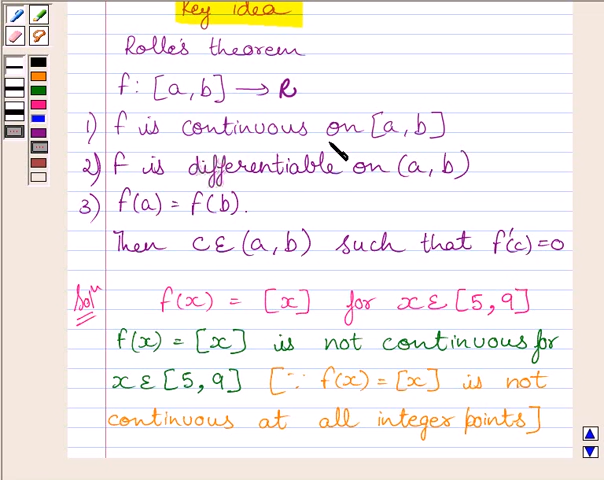 Key idea
Rolle's theorem
f: [a, b] → R
1) f is continuous on [a, b]
2) f is differentiable on (a, b)
3) f(a) = f(b).
Then c ε (a, b) such that f'(c) = 0
Solⁿ f(x) = [x] for x ε [5, 9]
f(x) = [x] is not continuous for
x ε [5, 9] [∵ f(x) = [x] is not
continuous at all integer points]